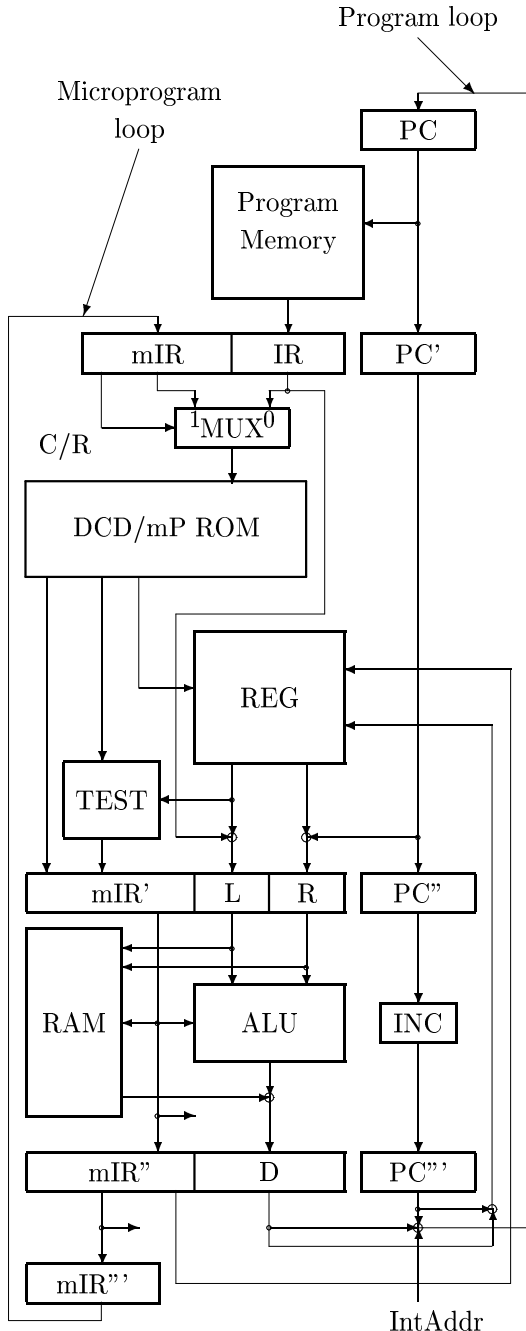 Program loop
Microprogram
loop
PC
Program
Memory
mIR
IR
PC'
1MUX0
C/R
DCD/mP ROM
REG
TEST
mIR'
L
R
PC"
RAM
ALU
INC
mIR"
D
PC"'
mIR"'
IntAddr